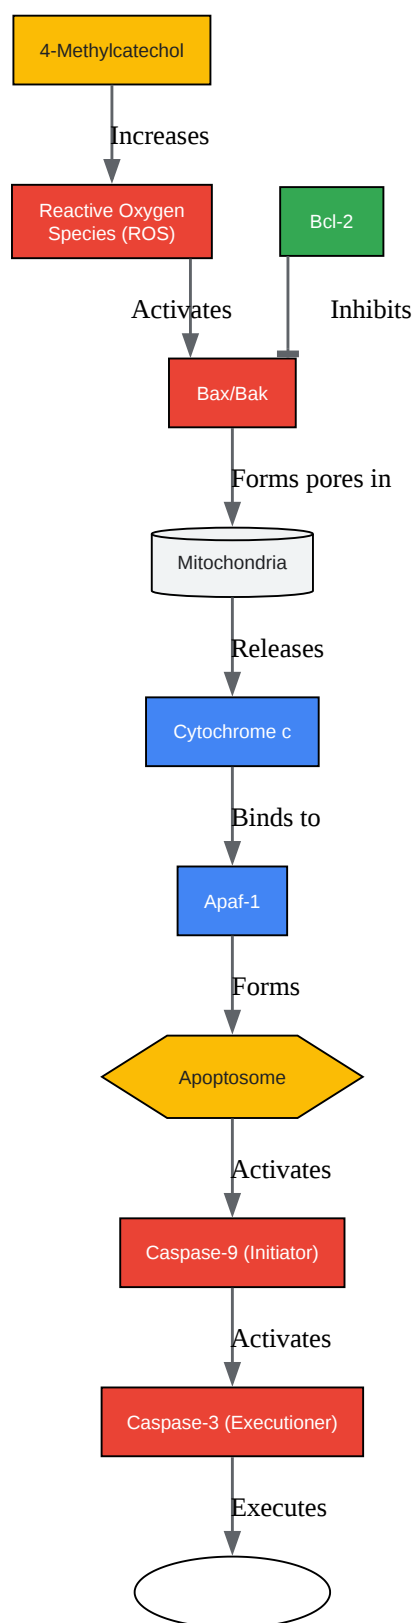 4-Methylcatechol
Increases
Reactive Oxygen
Species (ROS)
Bcl-2
Activates
Inhibits
Bax/Bak
Forms pores in
Mitochondria
Releases
Cytochrome c
Binds to
Apaf-1
Forms
Apoptosome
Activates
Caspase-9 (Initiator)
Activates
Caspase-3 (Executioner)
Executes